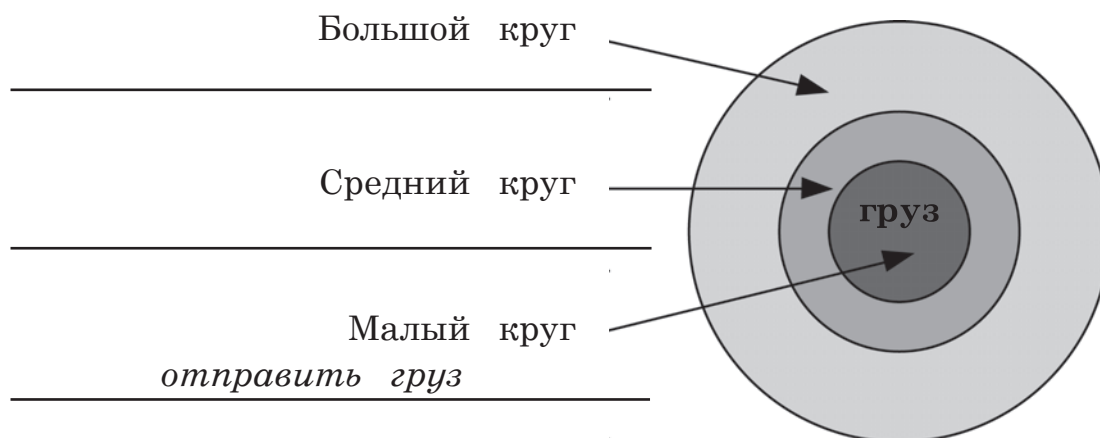 Большой круг
Средний круг
груз
Малый круг
отправить груз